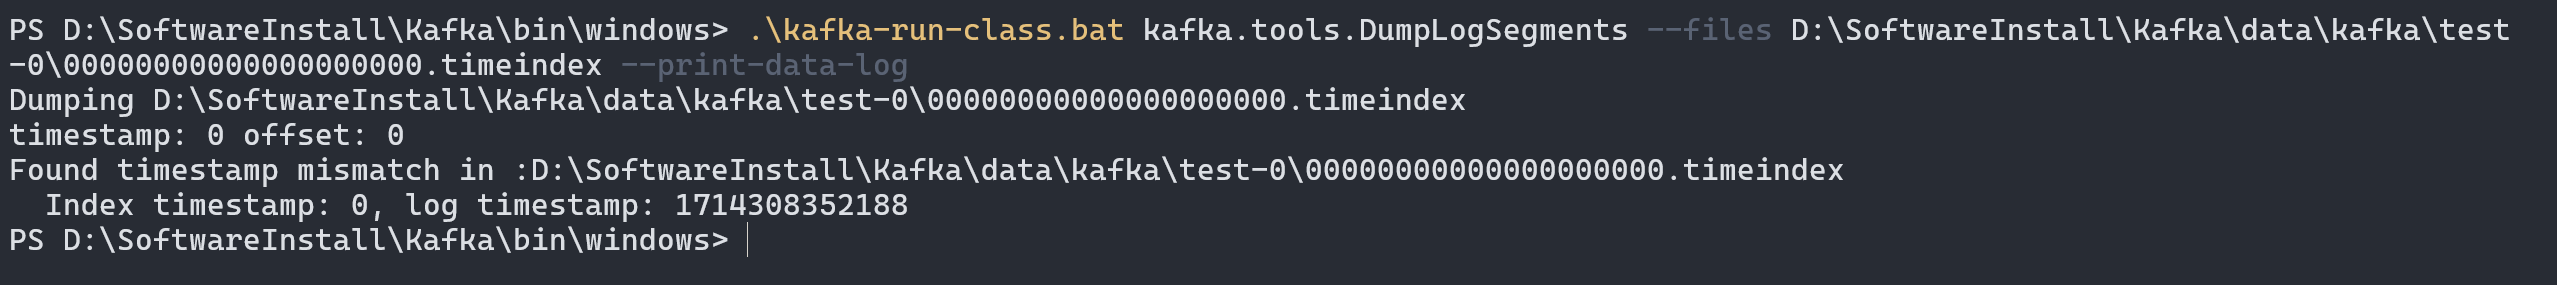 PS D:\SoftwareInstall\Kafka\bin\windows> .\kafka-run-class.bat kafka.tools.DumpLogSegments --files D:\SoftwareInstall\Kafka\data\kafka\test
-0\00000000000000000000.timeindex --print-data-log
Dumping D:\SoftwareInstall\Kafka\data\kafka\test-0\00000000000000000000.timeindex
timestamp: 0 offset: 0
Found timestamp mismatch in :D:\SoftwareInstall\Kafka\data\kafka\test-0\00000000000000000000.timeindex
  Index timestamp: 0, log timestamp: 1714308352188
PS D:\SoftwareInstall\Kafka\bin\windows>